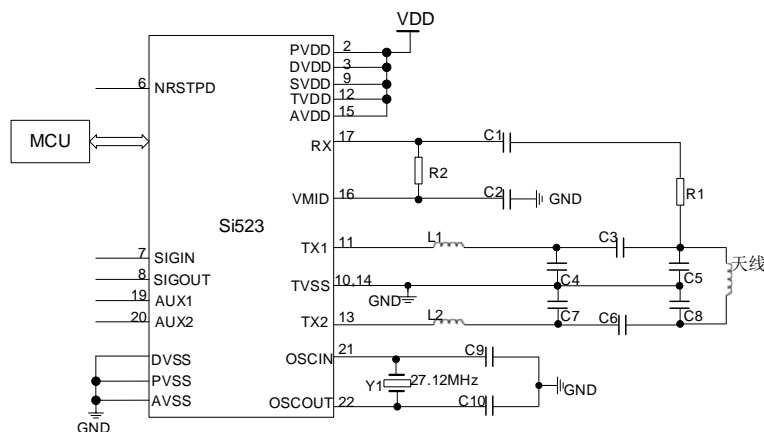 VDD
PVDD 2
DVDD 3
6 NRSTPD
SVDD 9
TVDD 12
AVDD 15
MCU
RX 17
C1
R2
VMID 16
C2
GND
R1
Si523
TX1 11
L1
C3
7 SIGIN
天线
8 SIGOUT
TVSS 10,14
GND
C4
C5
19 AUX1
20 AUX2
TX2 13
L2
C7
C6
C8
DVSS
OSCIN 21
C9
PVSS
Y1
27.12MHz
GND
AVSS
OSCOUT 22
C10
GND